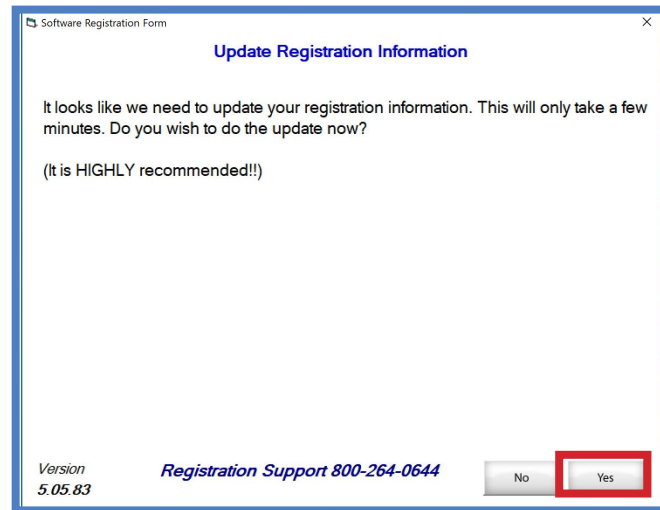 Software Registration Form
Update Registration Information
It looks like we need to update your registration information. This will only take a few
minutes. Do you wish to do the update now?
(It is HIGHLY recommended!!)
Version
5.05.83
Registration Support 800-264-0644
No
Yes